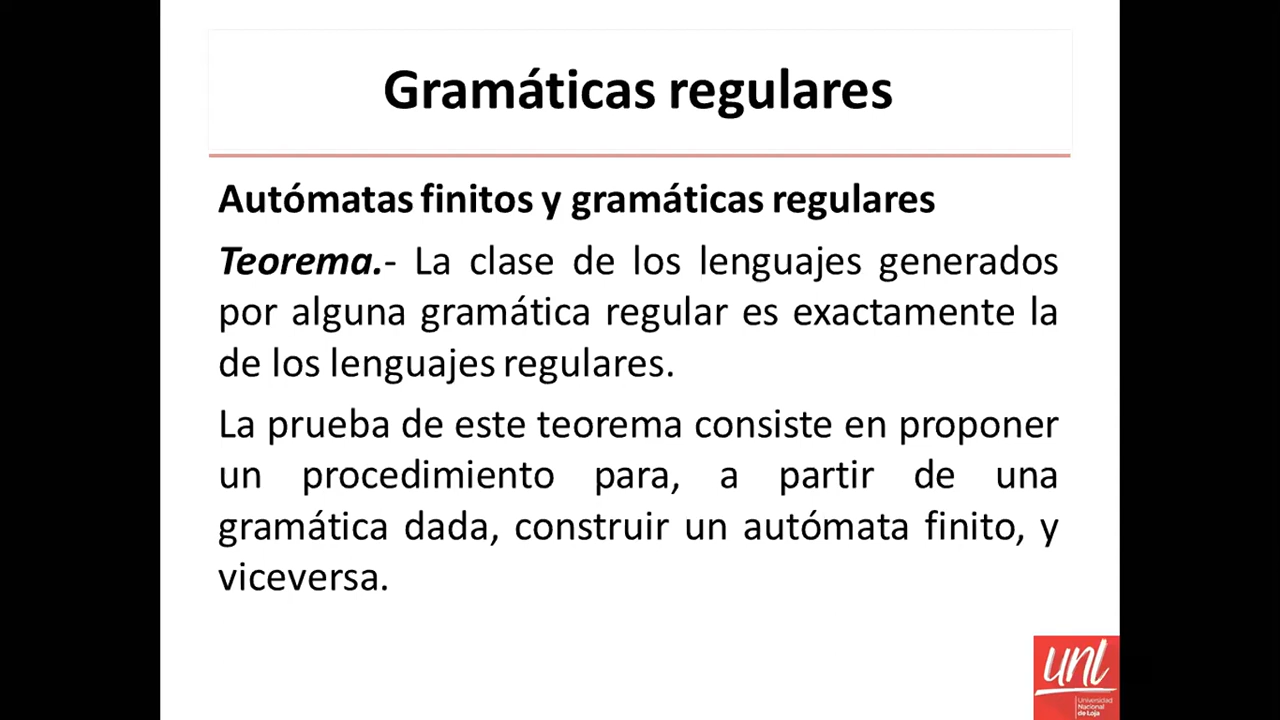 Gramáticas regulares
Autómatas finitos y gramáticas regulares
Teorema.- La clase de los lenguajes generados
por alguna gramática regular es exactamente la
de los lenguajes regulares.
La prueba de este teorema consiste en proponer
un procedimiento para, a partir de una
gramática dada, construir un autómata finito, y
viceversa.
unl
Universidad
Nacional
de Loja